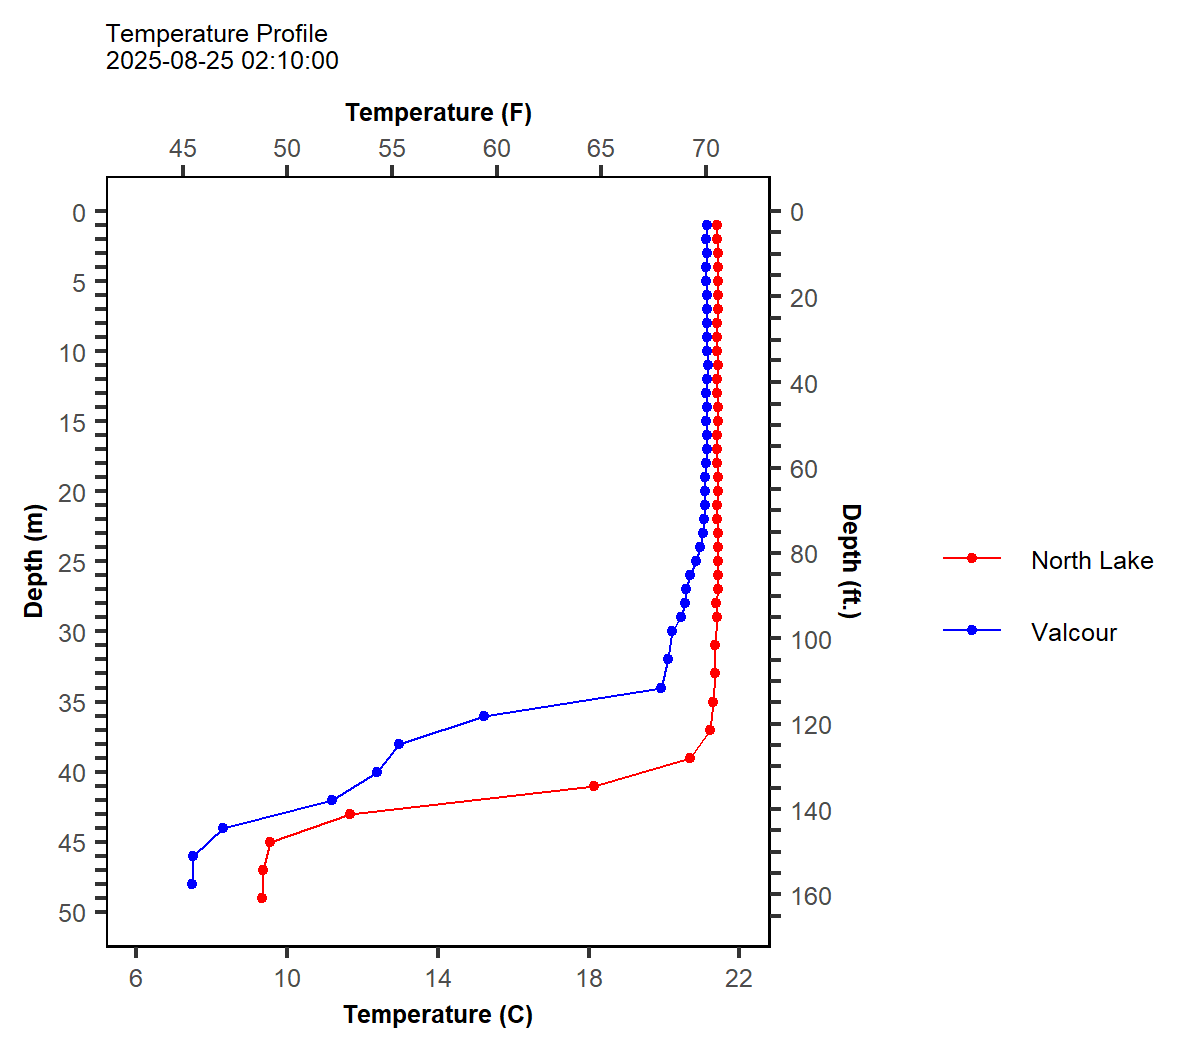 Temperature Profile
2025-08-25 02:10:00
Temperature (F)
45 50 55 60 65 70
0
5
10
15
20
25
30
35
40
45
50
Depth (m)
0
20
40
60
80
100
120
140
160
Depth (ft.)
6 10 14 18 22
Temperature (C)
North Lake
Valcour